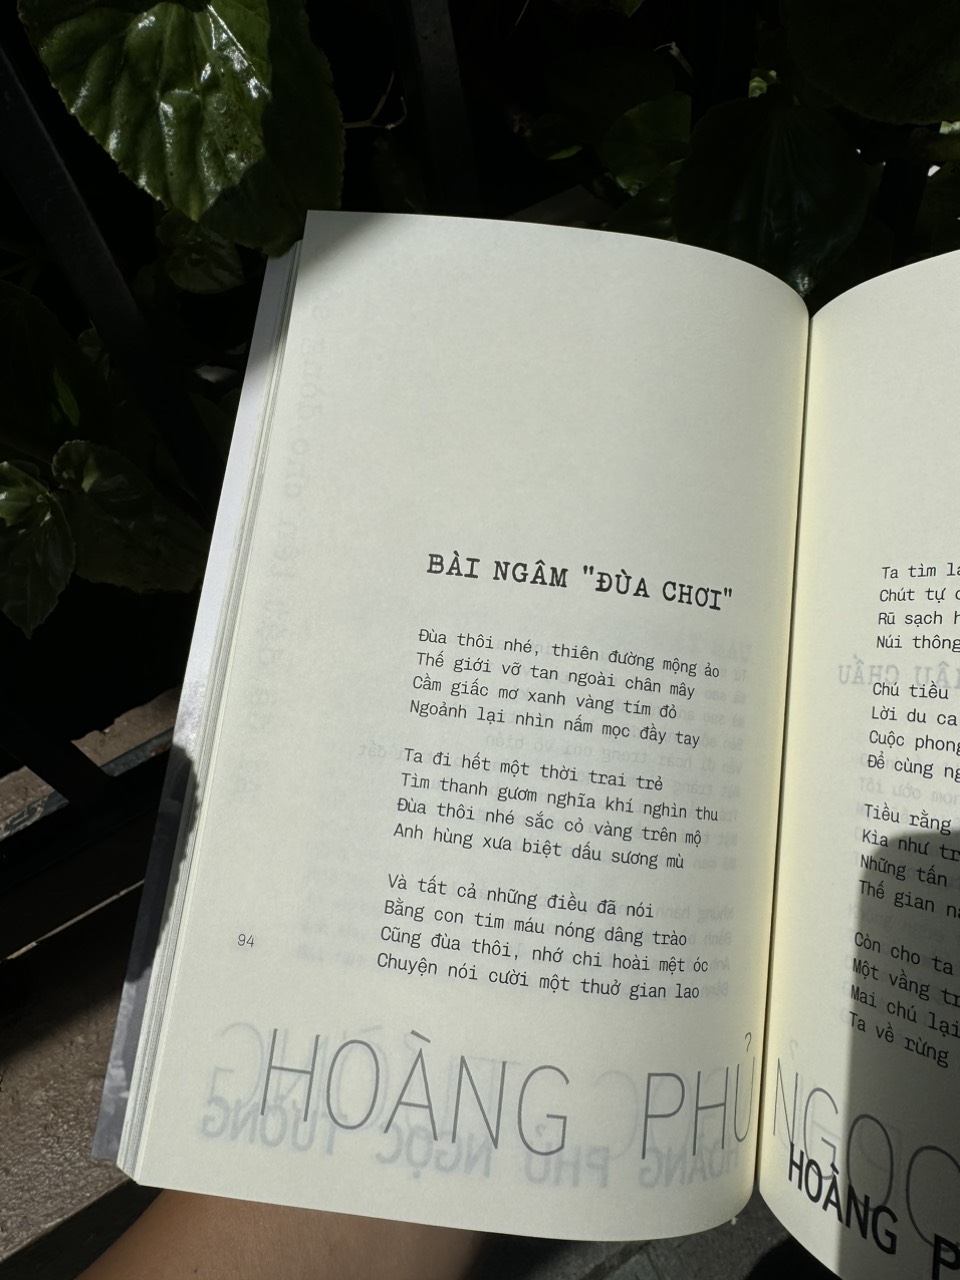 BÀI NGÂM "ĐÙA CHƠI"
Đùa thôi nhé, thiên đường mộng ảo
Thế giới vỡ tan ngoài chân mây
Cầm giấc mơ xanh vàng tím đỏ
Ngoảnh lại nhìn nấm mọc đầy tay
Ta đi hết một thời trai trẻ
Tìm thanh gươm nghĩa khí nghìn thu
Đùa thôi nhé sắc cỏ vàng trên mộ
Anh hùng xưa biệt dấu sương mù
Và tất cả những điều đã nói
Bằng con tim máu nóng dâng trào
Cũng đùa thôi, nhớ chi hoài mệt óc
Chuyện nói cười một thuở gian lao
94
HOÀNG PHỦ NGỌC
Ta tìm
Chút tự
Rũ sạch
Núi thông
Chú tiều
Lời du ca
Cuộc phong
Để cùng
Tiều rằng
Kìa như
Những tấn
Thế gian
Còn cho ta
Một vầng
Mai chú lại
Ta về rừng
HOÀNG